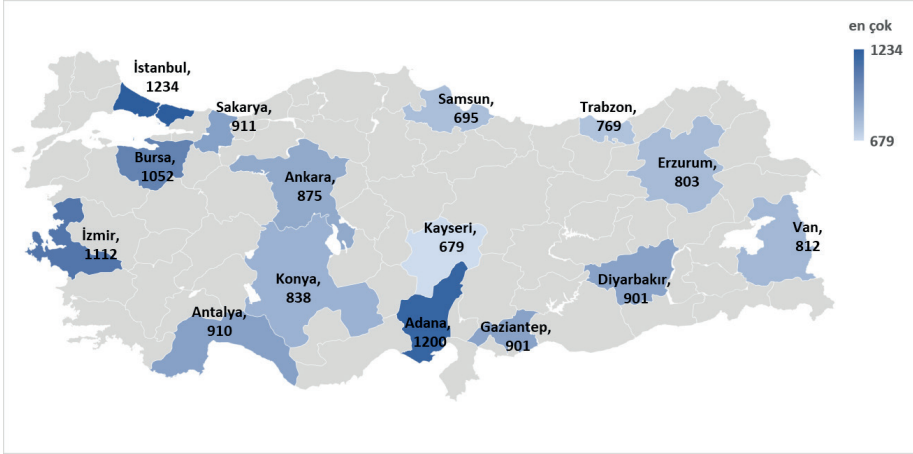 en çok
1234
679
İstanbul,
1234
Sakarya,
911
Samsun,
695
Trabzon,
769
Bursa,
1052
Ankara,
875
Erzurum,
803
İzmir,
1112
Kayseri,
679
Van,
812
Konya,
838
Diyarbakır,
901
Antalya,
910
Adana,
1200
Gaziantep,
901